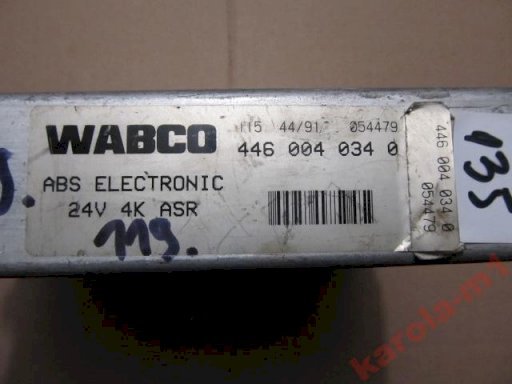 WABCO
115 44/91 054479
446 004 034 0
ABS ELECTRONIC
24V 4K ASR
119.
446 004 034 0
054479
135
karola-m1